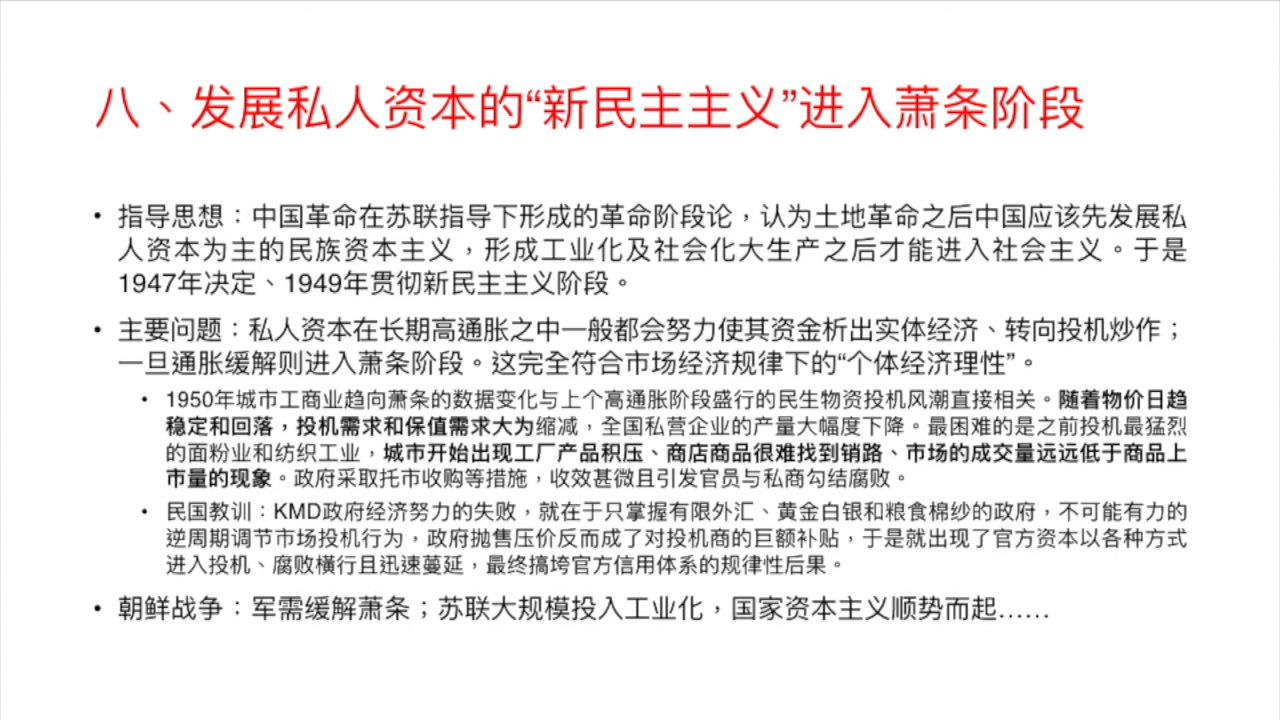 八、发展私人资本的“新民主主义”进入萧条阶段
• 指导思想：中国革命在苏联指导下形成的革命阶段论，认为土地革命之后中国应该先发展私
人资本为主的民族资本主义，形成工业化及社会化大生产之后才能进入社会主义。于是
1947年决定、1949年贯彻新民主主义阶段。
• 主要问题：私人资本在长期高通胀之中一般都会努力使其资金析出实体经济、转向投机炒作；
一旦通胀缓解则进入萧条阶段。这完全符合市场经济规律下的“个体经济理性”。
• 1950年城市工商业趋向萧条的数据变化与上个高通胀阶段盛行的民生物资投机风潮直接相关。随着物价日趋
稳定和回落，投机需求和保值需求大为缩减，全国私营企业的产量大幅度下降。最困难的是之前投机最猛烈
的面粉业和纺织工业，城市开始出现工厂产品积压、商店商品很难找到销路、市场的成交量远远低于商品上
市量的现象。政府采取托市收购等措施，收效甚微且引发官员与私商勾结腐败。
• 民国教训：KMD政府经济努力的失败，就在于只掌握有限外汇、黄金白银和粮食棉纱的政府，不可能有力的
逆周期调节市场投机行为，政府抛售压价反而成了对投机商的巨额补贴，于是就出现了官方资本以各种方式
进入投机、腐败横行且迅速蔓延，最终搞垮官方信用体系的规律性后果。
• 朝鲜战争：军需缓解萧条；苏联大规模投入工业化，国家资本主义顺势而起……